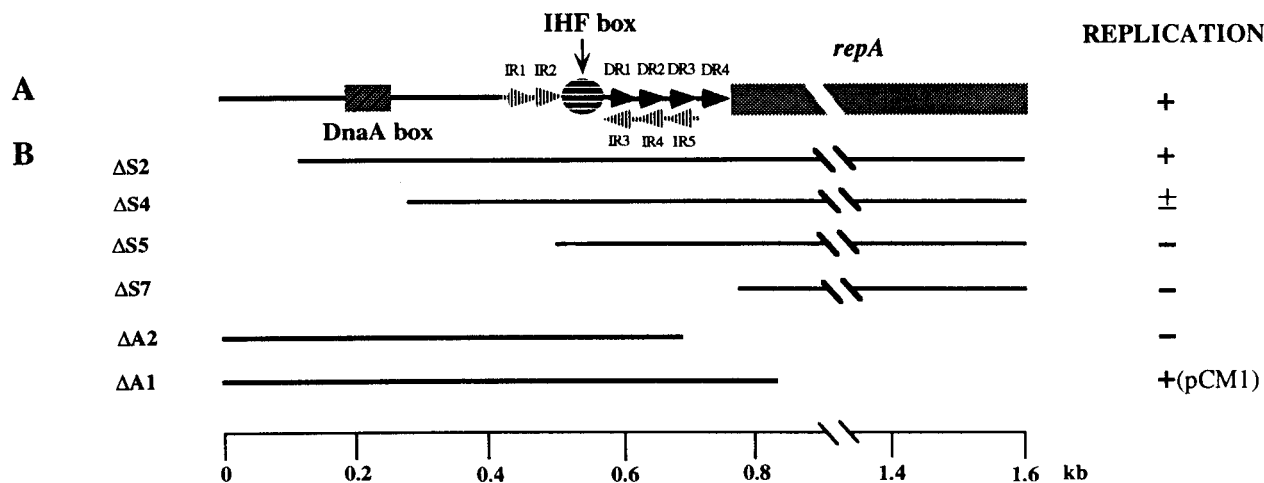 IHF box
repA
REPLICATION
A
IR1 IR2 DR1 DR2 DR3 DR4
+
DnaA box
IR3 IR4 IR5
B
ΔS2 +
ΔS4 ±
ΔS5 −
ΔS7 −
ΔA2 −
ΔA1 +(pCM1)
0 0.2 0.4 0.6 0.8 1.4 1.6 kb